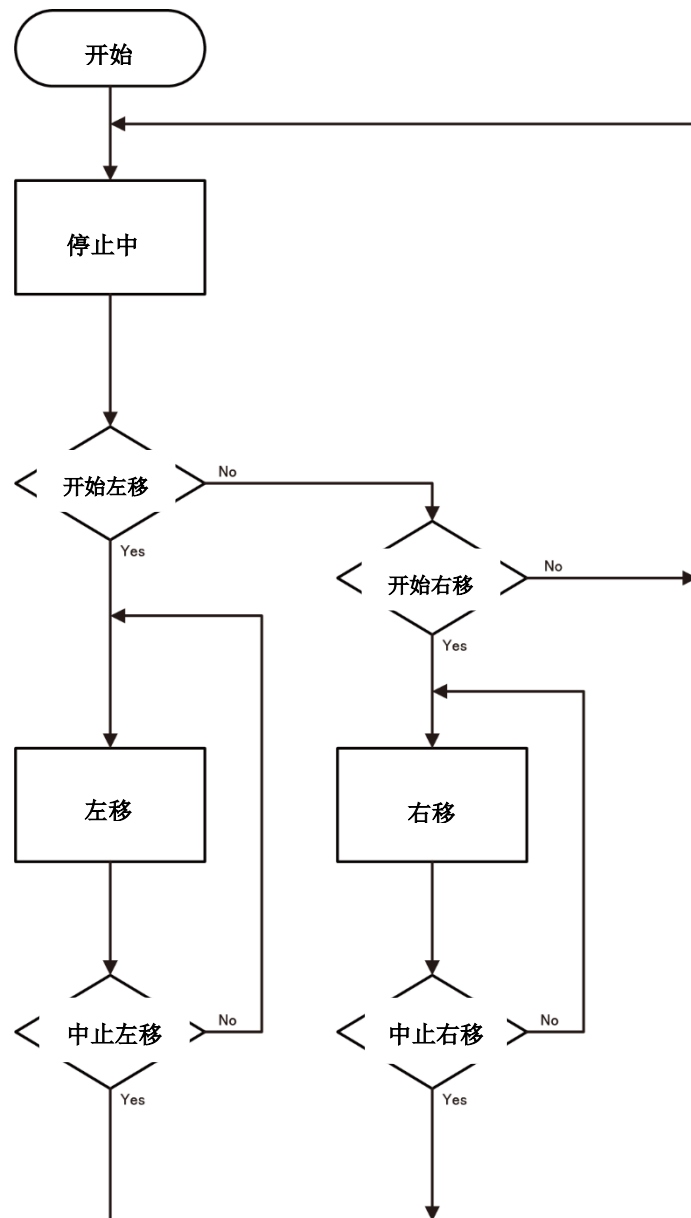 开始
停止中
开始左移
No
Yes
开始右移
No
Yes
左移
右移
中止左移
No
Yes
中止右移
No
Yes